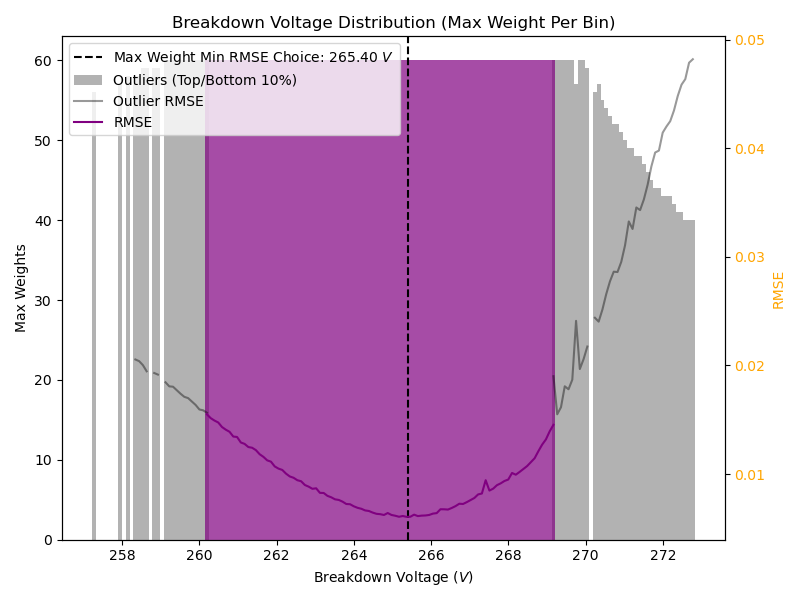 Breakdown Voltage Distribution (Max Weight Per Bin)
Max Weight Min RMSE Choice: 265.40 V
Outliers (Top/Bottom 10%)
Outlier RMSE
RMSE
60
50
40
30
20
10
0
Max Weights
0.05
0.04
0.03
0.02
0.01
RMSE
258 260 262 264 266 268 270 272
Breakdown Voltage (V)